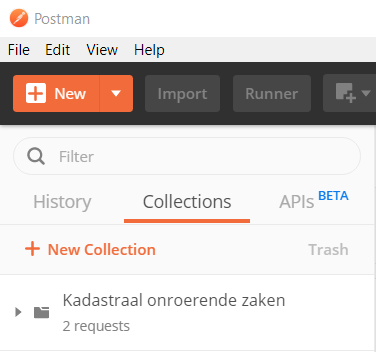 Postman
File Edit View Help
New Import Runner
Filter
History Collections APIs BETA
+ New Collection Trash
Kadastraal onroerende zaken
2 requests